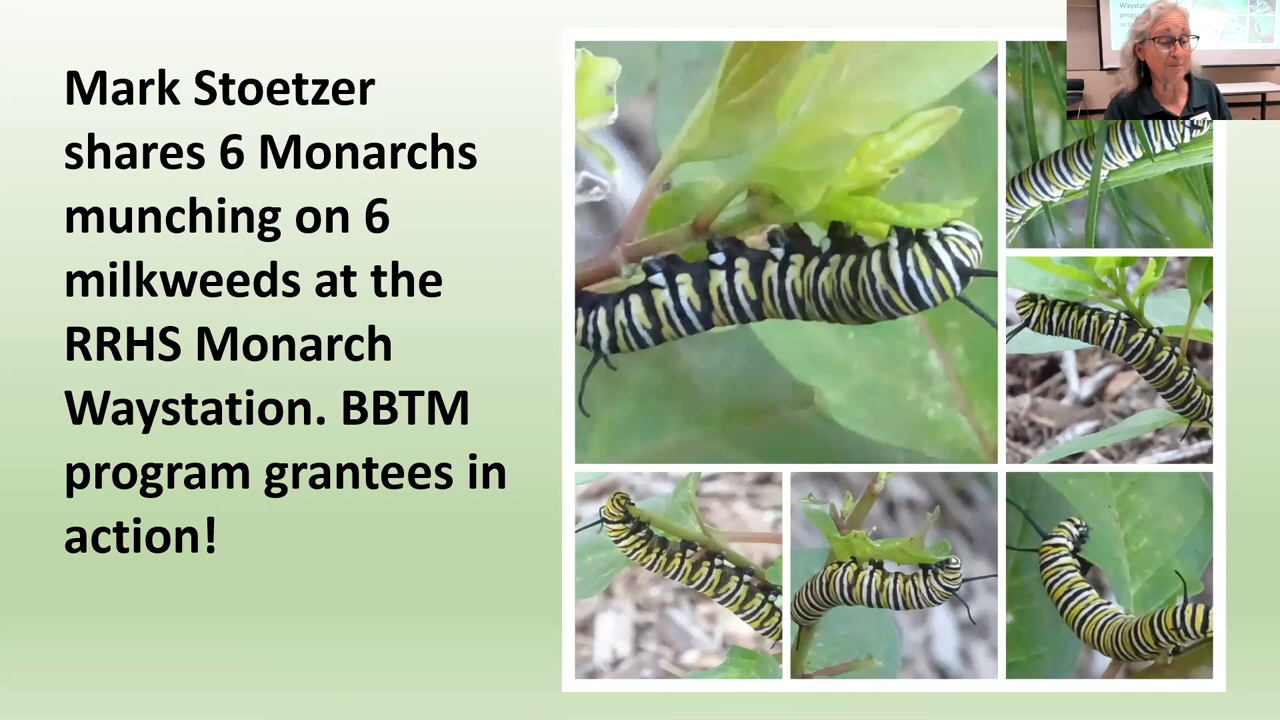 Mark Stoetzer
shares 6 Monarchs
munching on 6
milkweeds at the
RRHS Monarch
Waystation. BBTM
program grantees in
action!